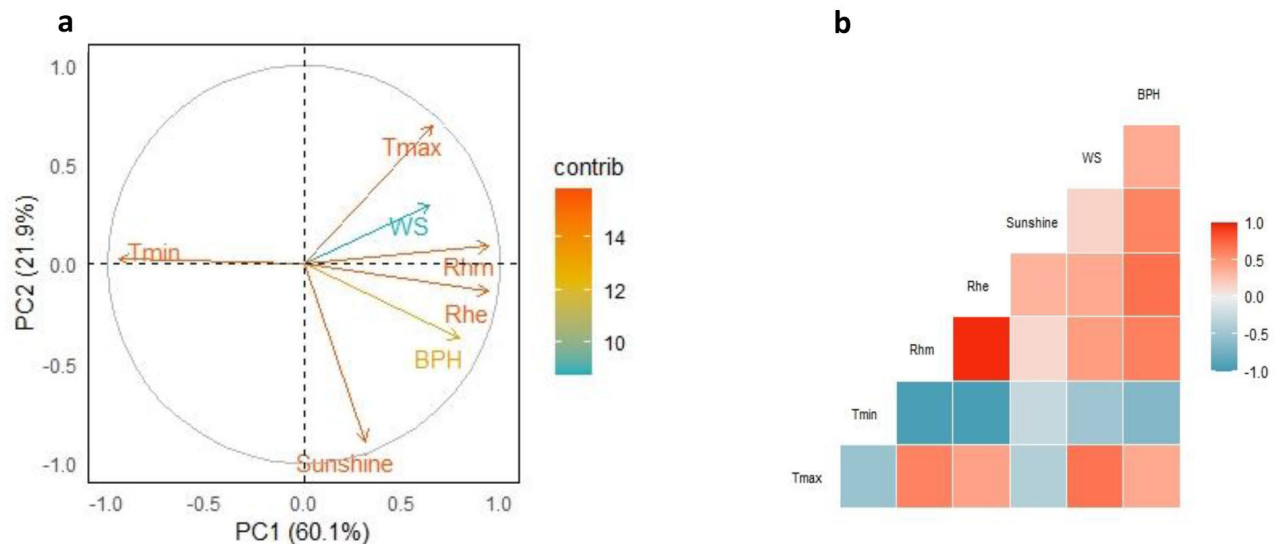 a
1.0
0.5
0.0
-0.5
-1.0
PC2 (21.9%)
Tmax
WS
Tmin
Rhm
Rhe
BPH
Sunshine
-1.0
-0.5
0.0
0.5
1.0
PC1 (60.1%)
contrib
14
12
10
b
BPH
WS
Sunshine
Rhe
Rhm
Tmin
Tmax
1.0
0.5
0.0
-0.5
-1.0